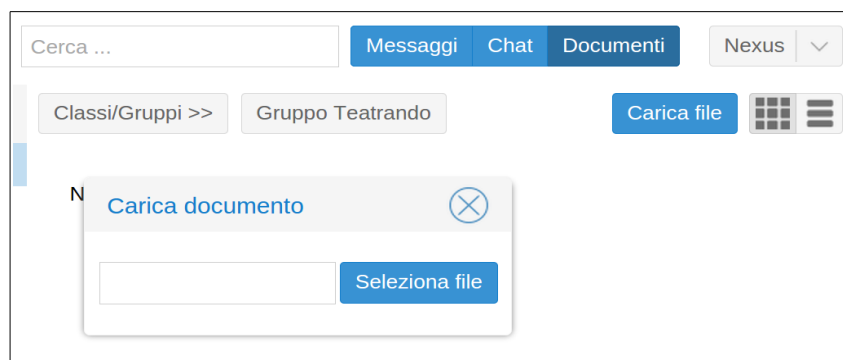 Cerca ... Messaggi Chat Documenti Nexus
Classi/Gruppi >> Gruppo Teatrando Carica file
N
Carica documento
Seleziona file